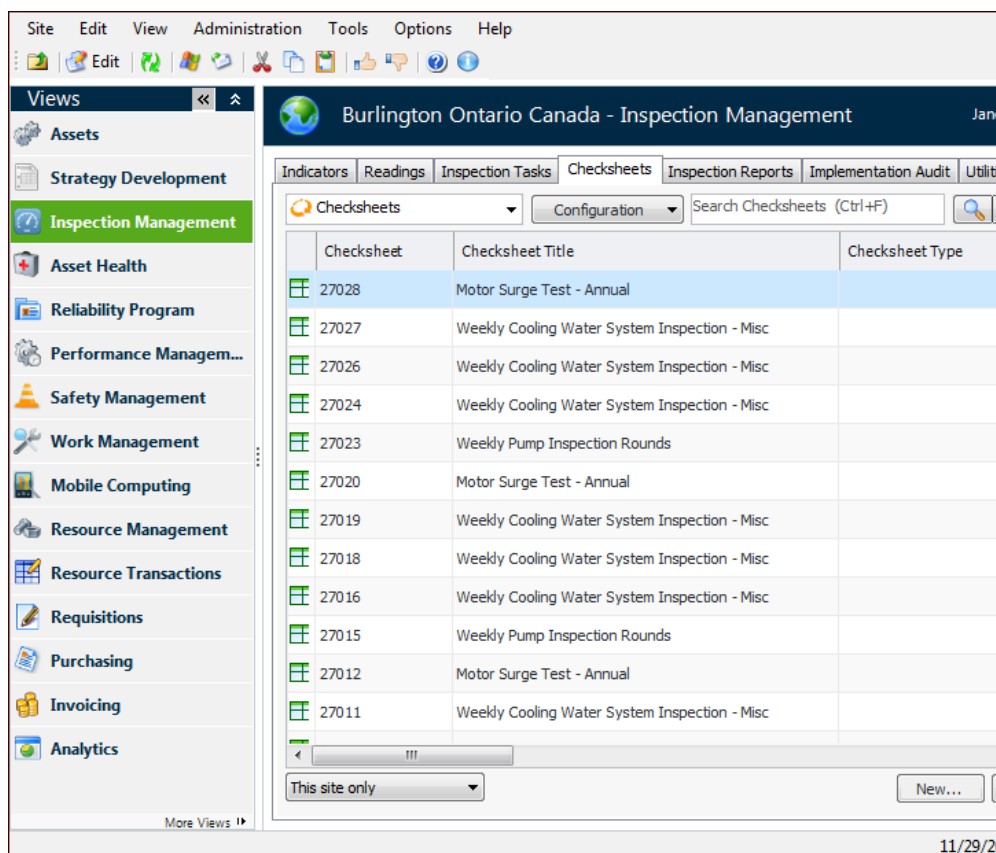 Site Edit View Administration Tools Options Help
Edit
Views
Assets
Strategy Development
Inspection Management
Asset Health
Reliability Program
Performance Managem...
Safety Management
Work Management
Mobile Computing
Resource Management
Resource Transactions
Requisitions
Purchasing
Invoicing
Analytics
More Views
Burlington Ontario Canada - Inspection Management
Indicators Readings Inspection Tasks Checksheets Inspection Reports Implementation Audit
Checksheets Configuration Search Checksheets (Ctrl+F)
Checksheet Checksheet Title Checksheet Type
27028 Motor Surge Test - Annual
27027 Weekly Cooling Water System Inspection - Misc
27026 Weekly Cooling Water System Inspection - Misc
27024 Weekly Cooling Water System Inspection - Misc
27023 Weekly Pump Inspection Rounds
27020 Motor Surge Test - Annual
27019 Weekly Cooling Water System Inspection - Misc
27018 Weekly Cooling Water System Inspection - Misc
27016 Weekly Cooling Water System Inspection - Misc
27015 Weekly Pump Inspection Rounds
27012 Motor Surge Test - Annual
27011 Weekly Cooling Water System Inspection - Misc
This site only New...